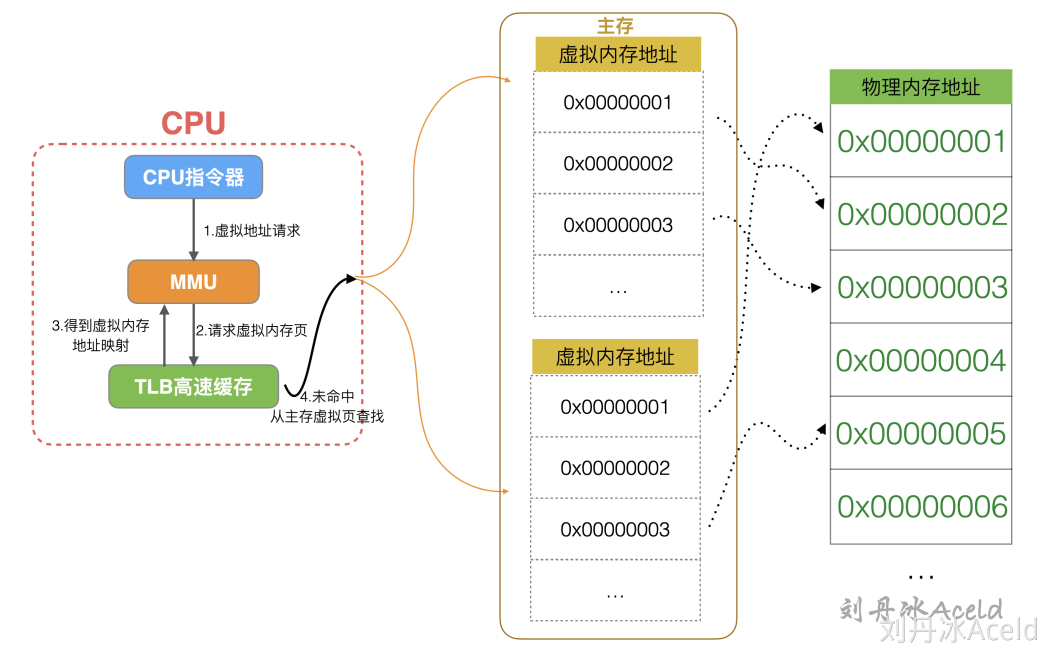 CPU
CPU指令器
1.虚拟地址请求
MMU
3.得到虚拟内存
地址映射
2.请求虚拟内存页
TLB高速缓存
4.未命中
从主存虚拟页查找
主存
虚拟内存地址
0x00000001
0x00000002
0x00000003
...
虚拟内存地址
0x00000001
0x00000002
0x00000003
...
物理内存地址
0x00000001
0x00000002
0x00000003
0x00000004
0x00000005
0x00000006
...
刘丹冰Aceld
刘丹冰Aceld